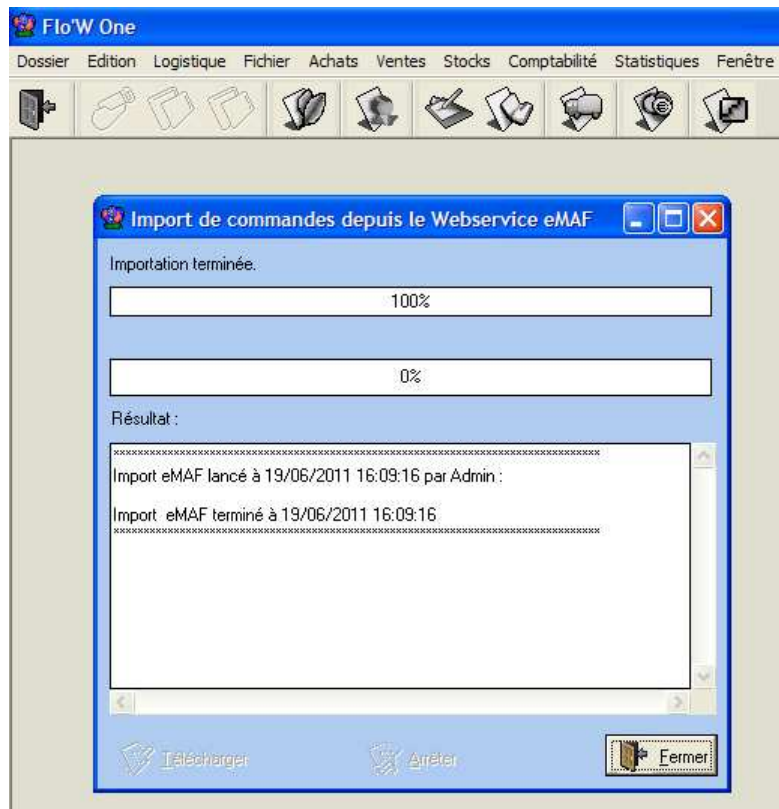 Flo'W One
Dossier Edition Logistique Fichier Achats Ventes Stocks Comptabilité Statistiques Fenêtre
Import de commandes depuis le Webservice eMAF
Importation terminée.
100%
0%
Résultat :
xxxxxxxxxxxxxxxxxxxxxxxxxxxxxxxxxxxxxxxxxxxxxxxxxxxxxxxxxxxxxxxxxxxxxxxxxxxxxxxx
Import eMAF lancé à 19/06/2011 16:09:16 par Admin :
Import eMAF terminé à 19/06/2011 16:09:16
xxxxxxxxxxxxxxxxxxxxxxxxxxxxxxxxxxxxxxxxxxxxxxxxxxxxxxxxxxxxxxxxxxxxxxxxxxxxxxxx
Télécharger Arrêter Fermer